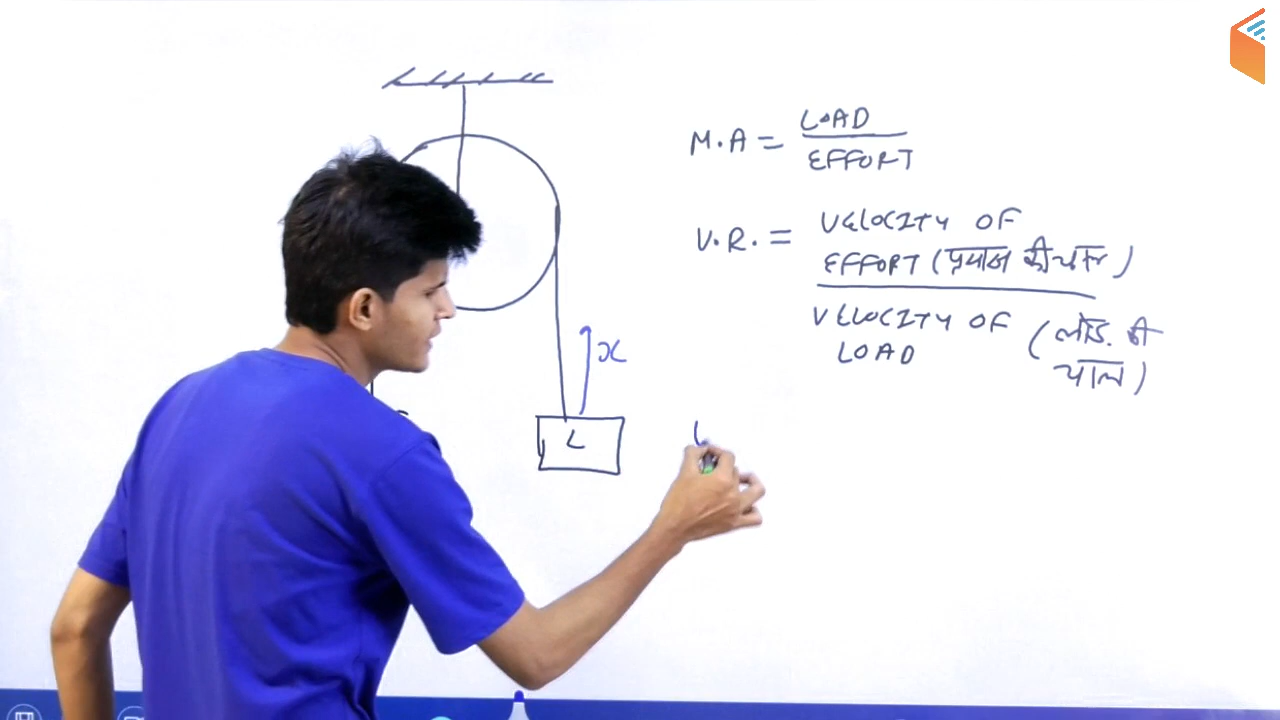 M.A = LOAD
EFFORT
V.R. = VELOCITY OF
EFFORT (प्रयास की चाल)
VELOCITY OF (लोड. की
LOAD चाल)
x
L